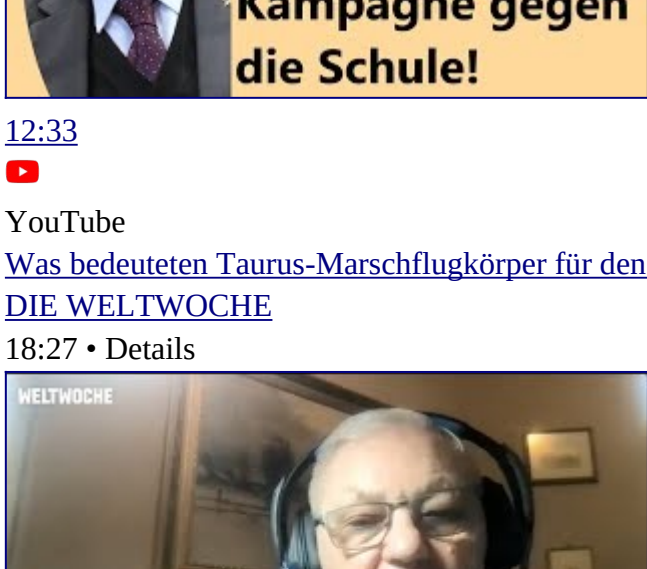 Kampagne gegen
die Schule!
12:33
YouTube
Was bedeuteten Taurus-Marschflugkörper für den
DIE WELTWOCHE
18:27 • Details
WELTWOCHE